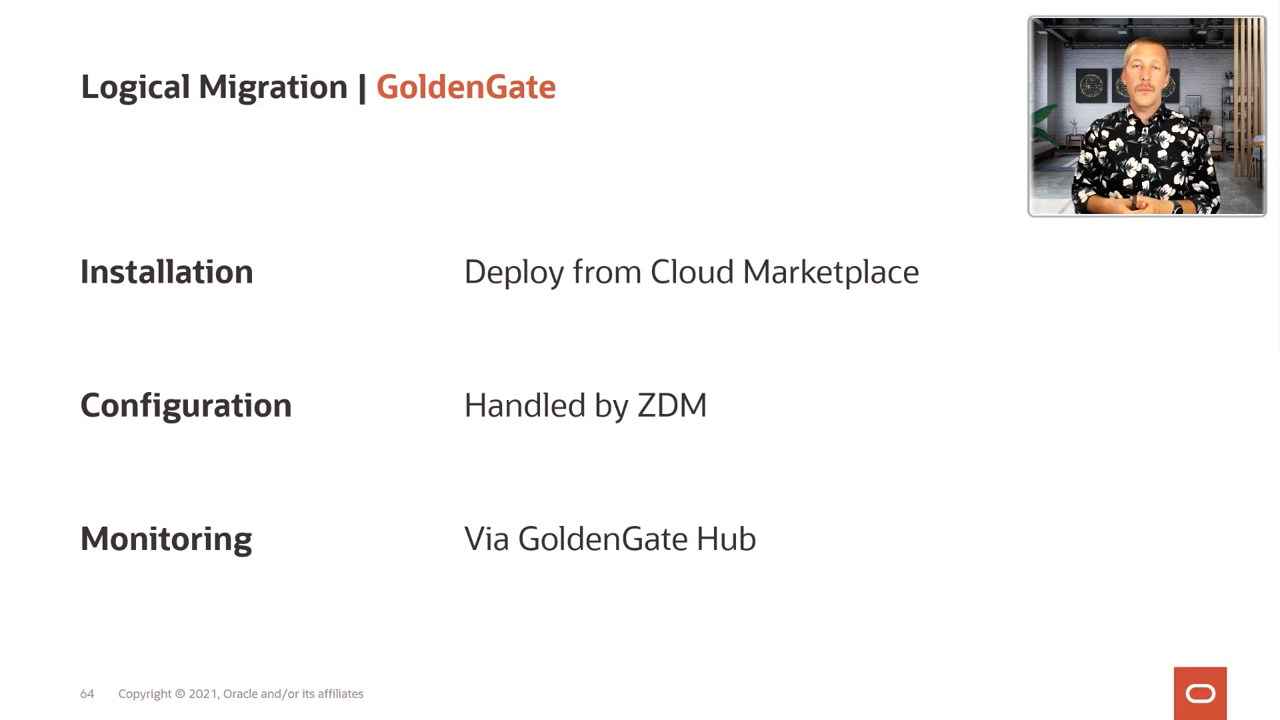 Logical Migration | GoldenGate
Installation Deploy from Cloud Marketplace
Configuration Handled by ZDM
Monitoring Via GoldenGate Hub
64 Copyright © 2021, Oracle and/or its affiliates